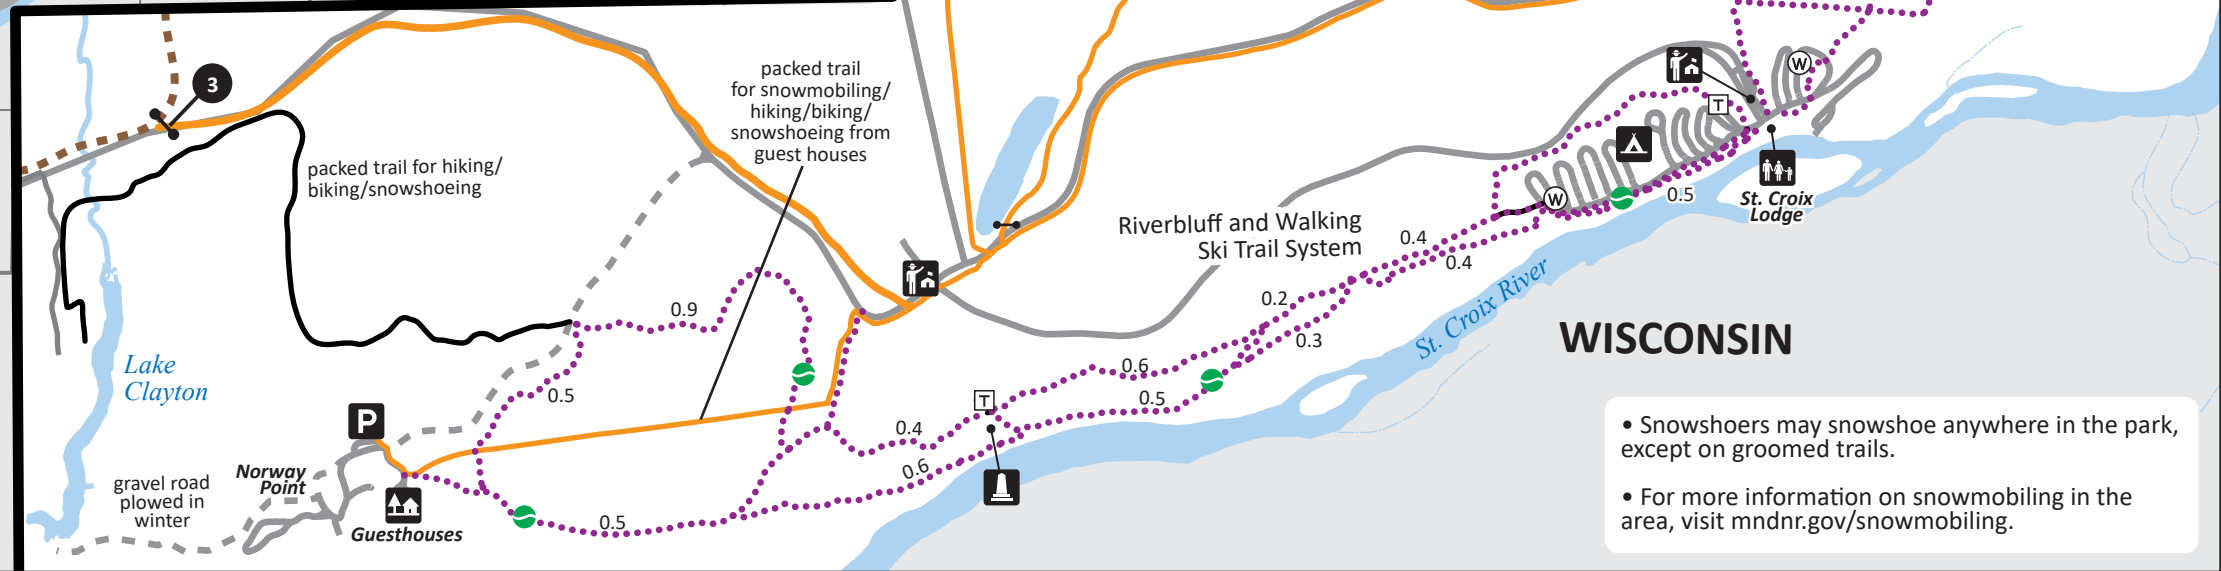 3
packed trail
for snowmobiling/
hiking/biking/
snowshoeing from
guest houses
packed trail for hiking/
biking/snowshoeing
W
T
W
0.5
St. Croix
Lodge
Riverbluff and Walking
Ski Trail System
0.4
0.4
St. Croix River
0.2
0.3
0.9
WISCONSIN
Lake
Clayton
0.6
0.5
0.5
T
P
0.4
0.6
Norway
Point
gravel road
plowed in
winter
Guesthouses
0.5
• Snowshoers may snowshoe anywhere in the park,
except on groomed trails.
• For more information on snowmobiling in the
area, visit mndnr.gov/snowmobiling.